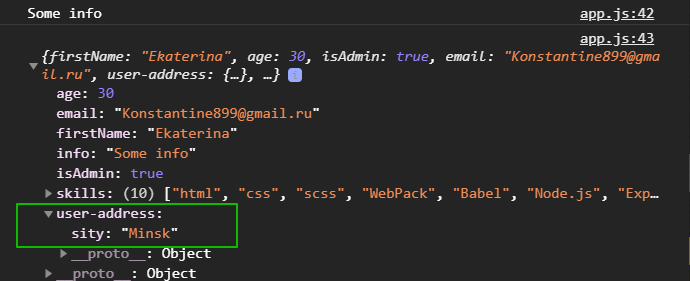 Some info app.js:42
app.js:43
{firstName: "Ekaterina", age: 30, isAdmin: true, email: "Konstantine899@gma
il.ru", user-address: {…}, …} i
age: 30
email: "Konstantine899@gmail.ru"
firstName: "Ekaterina"
info: "Some info"
isAdmin: true
skills: (10) ["html", "css", "scss", "WebPack", "Babel", "Node.js", "Exp…
user-address:
sity: "Minsk"
__proto__: Object
__proto__: Object